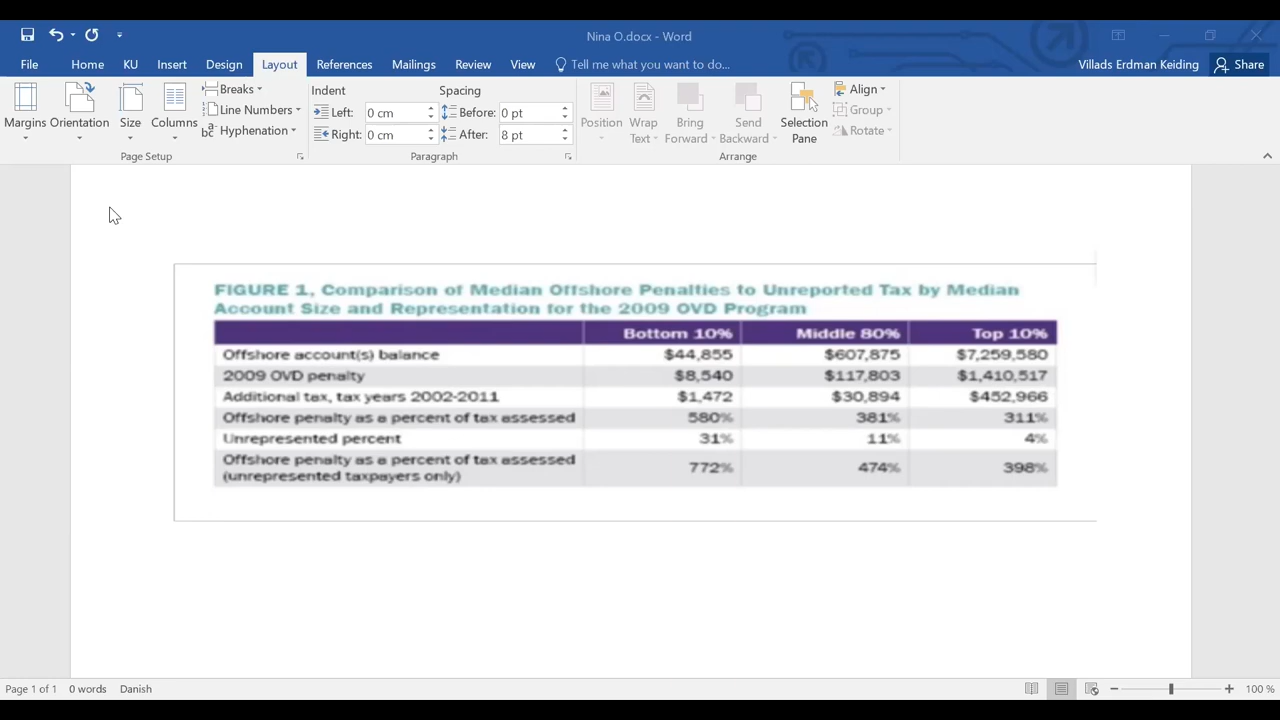 Nina O.docx - Word
File Home KU Insert Design Layout References Mailings Review View Tell me what you want to do... Villads Erdman Keiding Share
Margins Orientation Size Columns
Breaks
Line Numbers
Hyphenation
Page Setup
Indent Spacing
Left: 0 cm Before: 0 pt
Right: 0 cm After: 8 pt
Paragraph
Position Wrap Text Bring Forward Send Backward Selection Pane
Align
Group
Rotate
Arrange
FIGURE 1, Comparison of Median Offshore Penalties to Unreported Tax by Median
Account Size and Representation for the 2009 OVD Program
Bottom 10% Middle 80% Top 10%
Offshore account(s) balance $44,855 $607,875 $7,259,580
2009 OVD penalty $8,540 $117,803 $1,410,517
Additional tax, tax years 2002-2011 $1,472 $30,894 $452,966
Offshore penalty as a percent of tax assessed 580% 381% 311%
Unrepresented percent 31% 11% 4%
Offshore penalty as a percent of tax assessed
(unrepresented taxpayers only) 772% 474% 398%
Page 1 of 1 0 words Danish 100 %